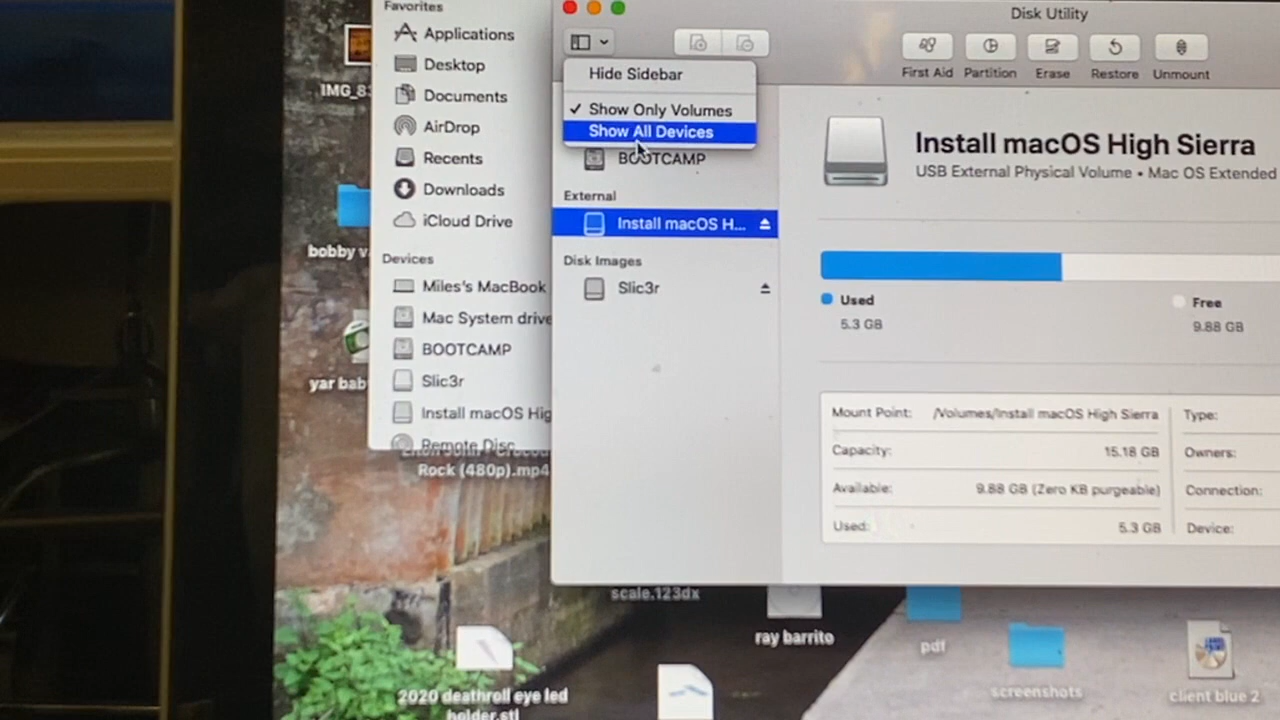 Favorites
Applications
Desktop
Documents
AirDrop
Recents
Downloads
iCloud Drive
Devices
Miles's MacBook
Mac System drive
BOOTCAMP
Slic3r
Install macOS Hig
Remote Disc
Disk Utility
First Aid
Partition
Erase
Restore
Unmount
Hide Sidebar
✓ Show Only Volumes
Show All Devices
BOOTCAMP
External
Install macOS H...
Disk Images
Slic3r
Install macOS High Sierra
USB External Physical Volume • Mac OS Extended
Used
5.3 GB
Free
9.88 GB
Mount Point: /Volumes/Install macOS High Sierra
Capacity: 15.18 GB
Available: 9.88 GB (Zero KB purgeable)
Used: 5.3 GB
Type:
Owners:
Connection:
Device:
IMG_83
bobby v
yar bab
Rock (480p).mp4
scale.123dx
ray barrito
pdf
screenshots
client blue 2
2020 deathroll eye led
holder.stl